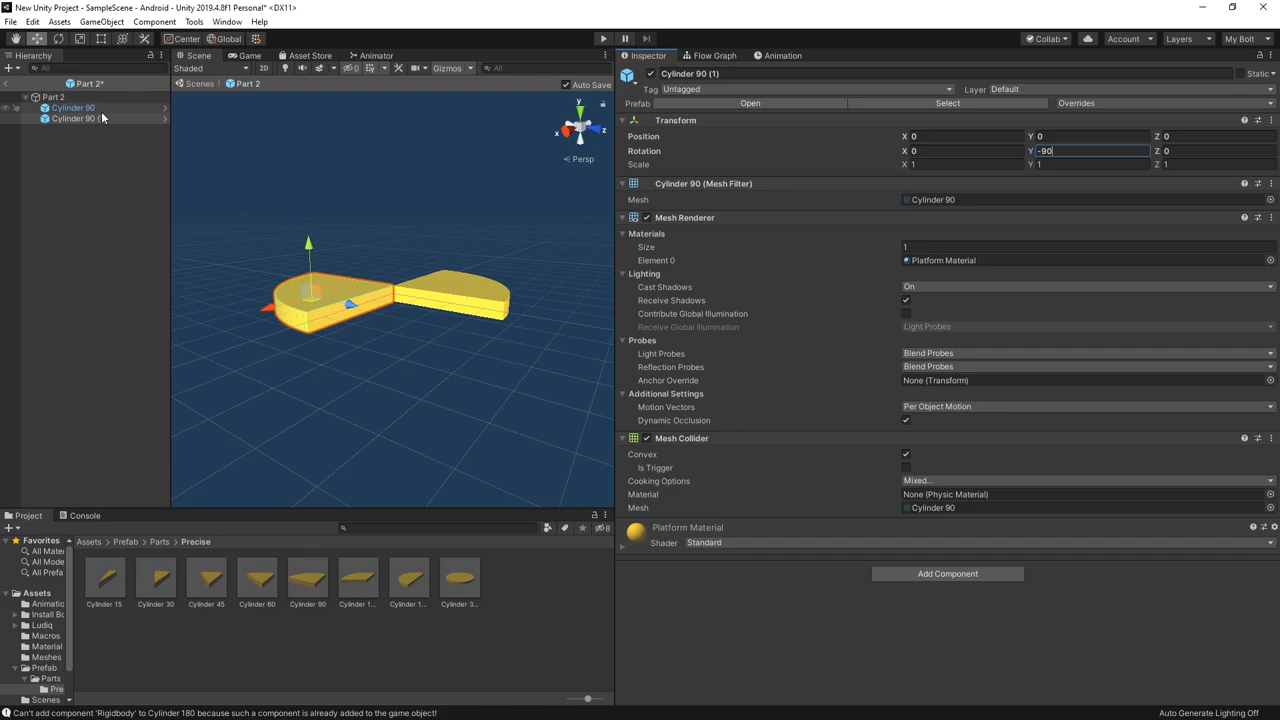 New Unity Project - SampleScene - Android - Unity 2019.4.8f1 Personal* <DX11>
File Edit Assets GameObject Component Tools Window Help
Center Global Collab Account Layers My Bolt
Hierarchy Scene Game Asset Store Animator Inspector Flow Graph Animation
All Shaded 2D 0 Gizmos All Cylinder 90 (1) Static
Part 2* Scenes Part 2 Auto Save Tag Untagged Layer Default
Part 2 Prefab Open Select Overrides
Cylinder 90
Cylinder 90 (
y x z
Persp
Transform
Position X 0 Y 0 Z 0
Rotation X 0 Y -90 Z 0
Scale X 1 Y 1 Z 1
Cylinder 90 (Mesh Filter)
Mesh Cylinder 90
Mesh Renderer
Materials
Size 1
Element 0 Platform Material
Lighting
Cast Shadows On
Receive Shadows
Contribute Global Illumination
Receive Global Illumination Light Probes
Probes
Light Probes Blend Probes
Reflection Probes Blend Probes
Anchor Override None (Transform)
Additional Settings
Motion Vectors Per Object Motion
Dynamic Occlusion
Mesh Collider
Convex
Is Trigger
Cooking Options Mixed...
Material None (Physic Material)
Mesh Cylinder 90
Platform Material
Shader Standard
Add Component
Project Console
8
Favorites
All Mater
All Mode
All Prefa
Assets
Animatio
Install Bo
Ludiq
Macros
Material
Meshes
Prefab
Parts
Pre
Scenes
Assets Prefab Parts Precise
Cylinder 15 Cylinder 30 Cylinder 45 Cylinder 60 Cylinder 90 Cylinder 1... Cylinder 1... Cylinder 3...
Can't add component 'Rigidbody' to Cylinder 180 because such a component is already added to the game object!
Auto Generate Lighting Off